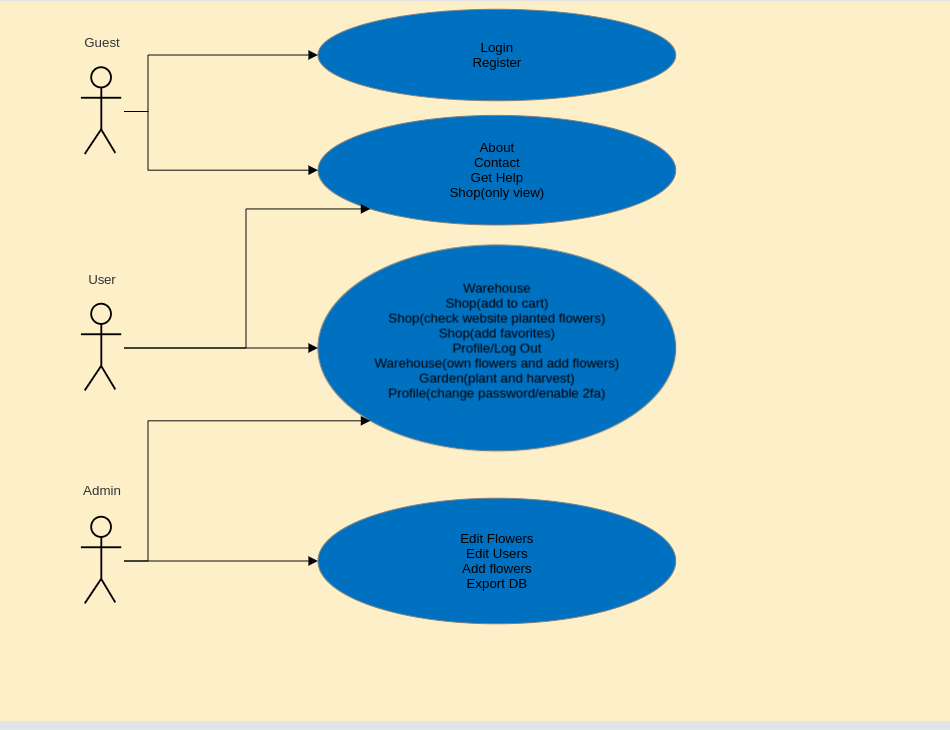 Guest
Login
Register
About
Contact
Get Help
Shop(only view)
User
Warehouse
Shop(add to cart)
Shop(check website planted flowers)
Shop(add favorites)
Profile/Log Out
Warehouse(own flowers and add flowers)
Garden(plant and harvest)
Profile(change password/enable 2fa)
Admin
Edit Flowers
Edit Users
Add flowers
Export DB